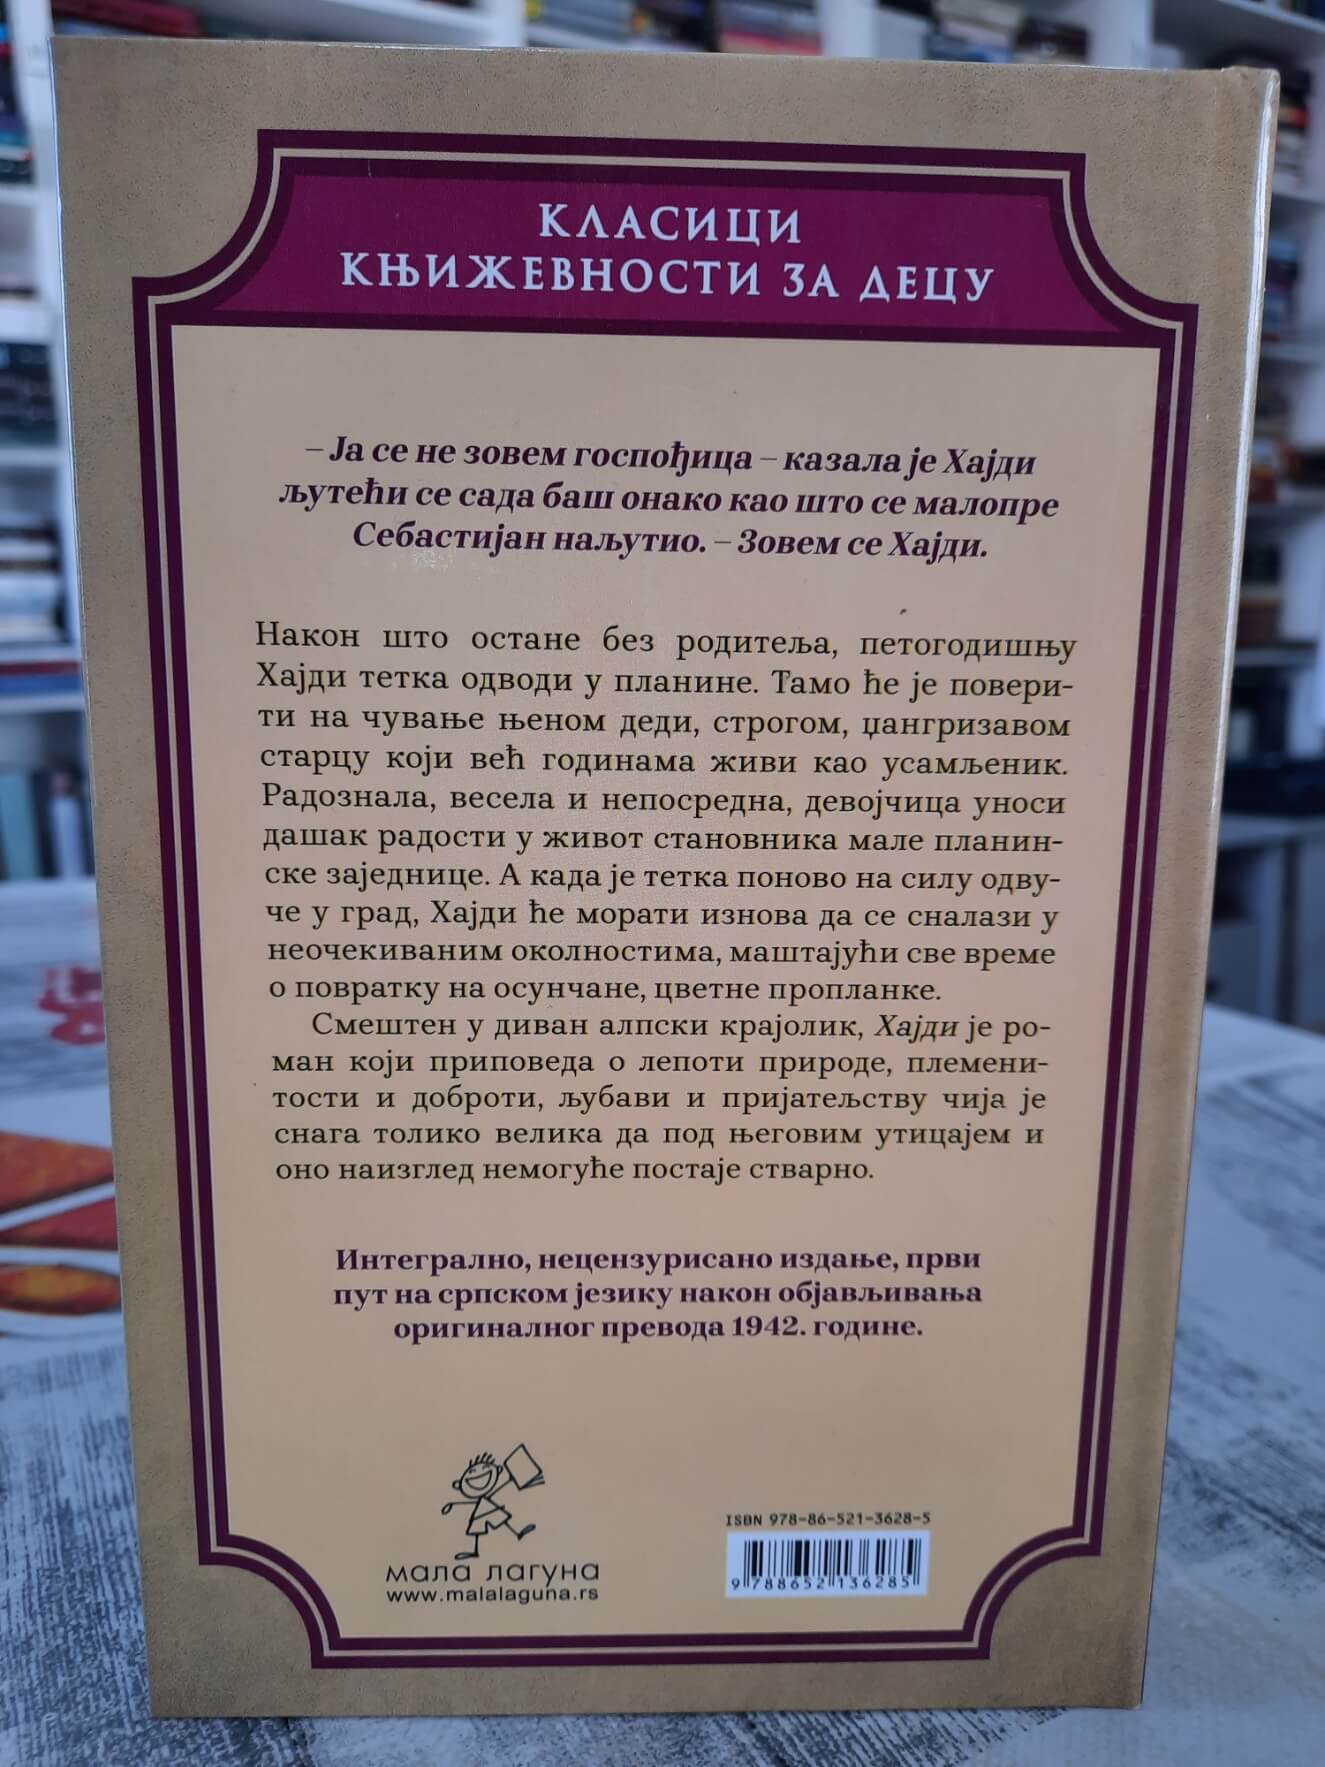 КЛАСИЦИ
КЊИЖЕВНОСТИ ЗА ДЕЦУ
– Ја се не зовем госпођица – казала је Хајди
љутећи се сада баш онако као што се малопре
Себастијан наљутио. – Зовем се Хајди.
Након што остане без родитеља, петогодишњу
Хајди тетка одводи у планине. Тамо ће је повери-
ти на чување њеном деди, строгом, џангризавом
старцу који већ годинама живи као усамљеник.
Радознала, весела и непосредна, девојчица уноси
дашак радости у живот становника мале планин-
ске заједнице. А када је тетка поново на силу одву-
че у град, Хајди ће морати изнова да се сналази у
неочекиваним околностима, маштајући све време
о повратку на осунчане, цветне пропланке.
Смештен у диван алпски крајолик, Хајди је ро-
ман који приповеда о лепоти природе, племени-
тости и доброти, љубави и пријатељству чија је
снага толико велика да под његовим утицајем и
оно наизглед немогуће постаје стварно.
Интегрално, нецензурисано издање, први
пут на српском језику након објављивања
оригиналног превода 1942. године.
мала лагуна
www.malalaguna.rs
ISBN 978-86-521-3628-5
9 788652 136285